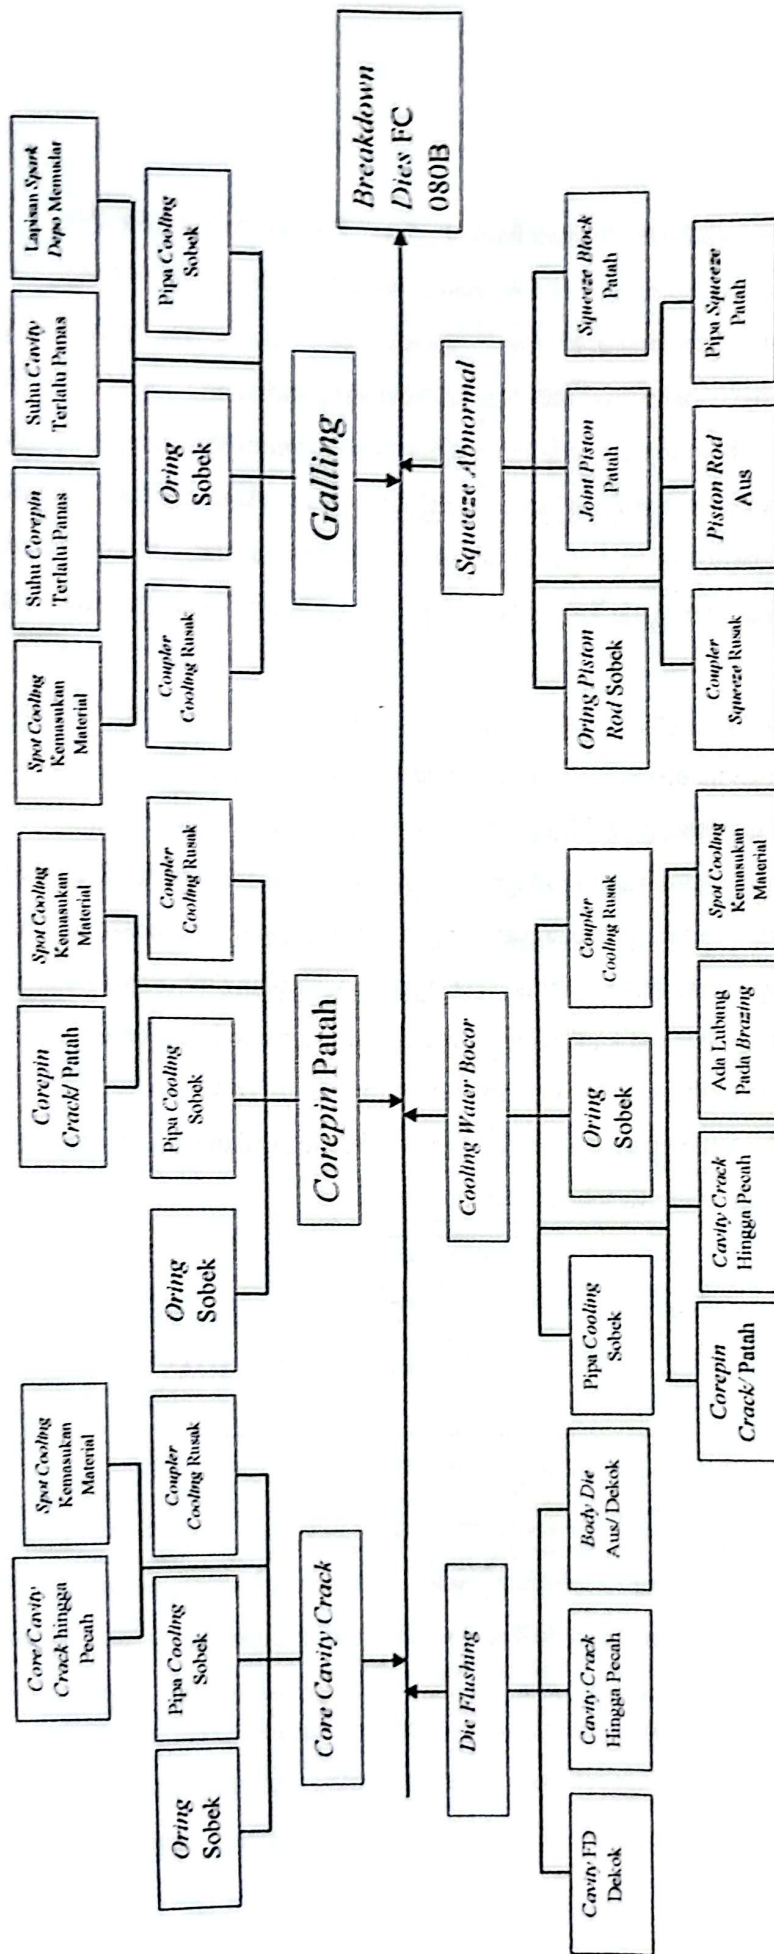 Core/Cavity
Crack hingga
Pecah
Spot Cooling
Kemasukan
Material
Corepin
Crack/ Patah
Spot Cooling
Kemasukan
Material
Spot Cooling
Kemasukan
Material
Suhu Corepin
Terlalu Panas
Suhu Cavity
Terlalu Panas
Lapisan Spark
Depo Memudar
Oring
Sobek
Pipa Cooling
Sobek
Coupler
Cooling Rusak
Oring
Sobek
Pipa Cooling
Sobek
Coupler
Cooling Rusak
Coupler
Cooling Rusak
Oring
Sobek
Pipa Cooling
Sobek
Core Cavity Crack
Corepin Patah
Galling
Breakdown
Dies FC
080B
Die Flushing
Cooling Water Bocor
Squeeze Abnormal
Cavity FD
Dekok
Cavity Crack
Hingga Pecah
Body Die
Aus/ Dekok
Pipa Cooling
Sobek
Oring
Sobek
Coupler
Cooling Rusak
Oring Piston
Rod Sobek
Joint Piston
Patah
Squeeze Block
Patah
Corepin
Crack/ Patah
Cavity Crack
Hingga Pecah
Ada Lubang
Pada Brazing
Spot Cooling
Kemasukan
Material
Coupler
Squeeze Rusak
Piston Rod
Aus
Pipa Squeeze
Patah